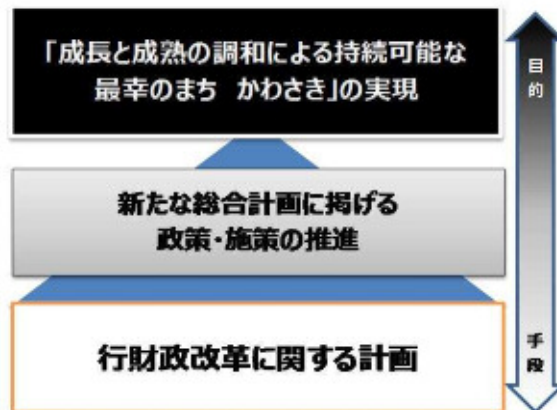 「成長と成熟の調和による持続可能な
最幸のまち かわさき」の実現
新たな総合計画に掲げる
政策・施策の推進
行財政改革に関する計画
目的
手段